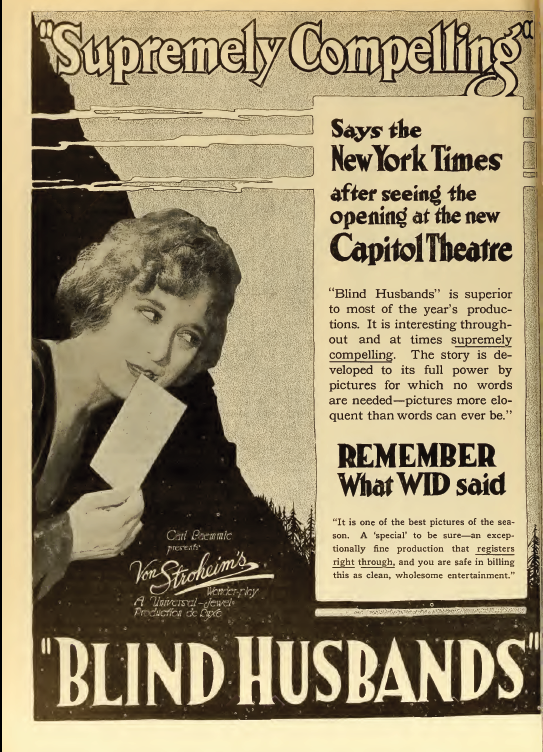 "Supremely Compelling"
Says the
New York Times
after seeing the
opening at the new
Capitol Theatre
"Blind Husbands" is superior
to most of the year's produc-
tions. It is interesting through-
out and at times supremely
compelling. The story is de-
veloped to its full power by
pictures for which no words
are needed—pictures more elo-
quent than words can ever be."
REMEMBER
What WID said
"It is one of the best pictures of the sea-
son. A 'special' to be sure—an excep-
tionally fine production that registers
right through, and you are safe in billing
this as clean, wholesome entertainment."
Carl Laemmle
presents
Von Stroheim's
Wonder-play
A Universal-Jewel
Production de Luxe
"BLIND HUSBANDS"